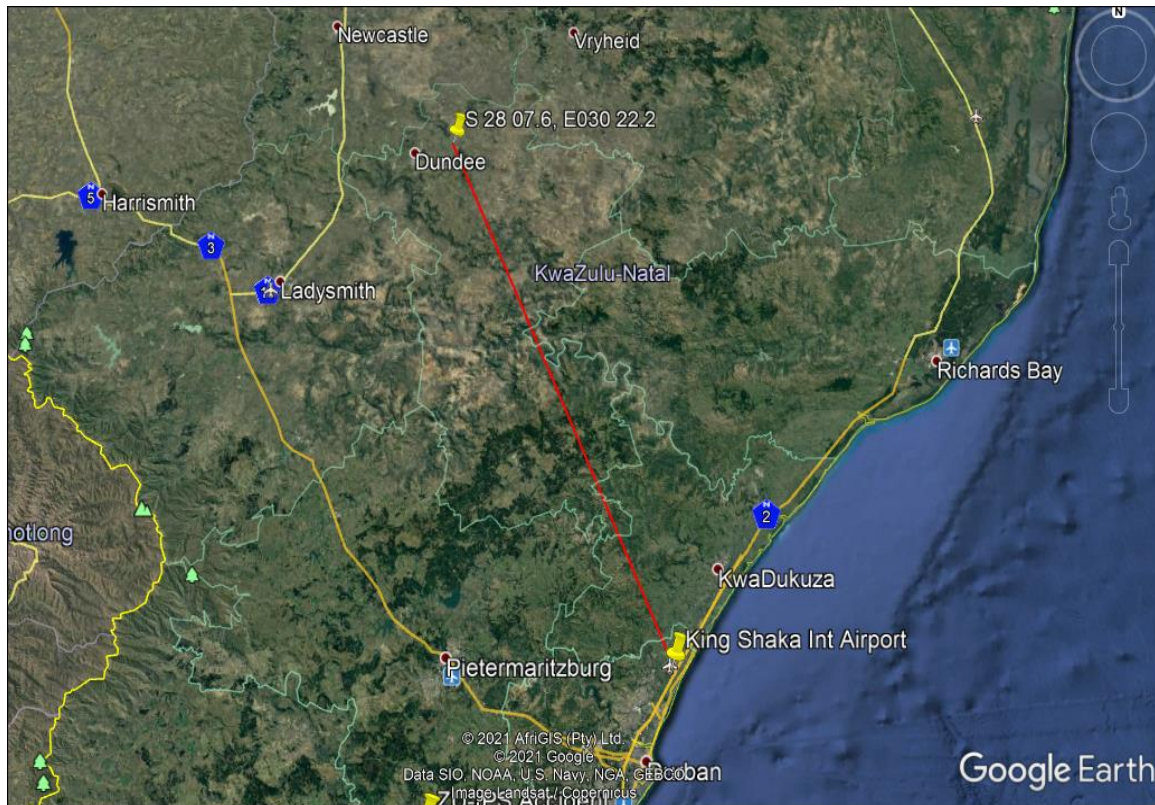 N
Newcastle
Vryheid
S 28 07.6, E030 22.2
Dundee
N
5
Harrismith
N
3
KwaZulu-Natal
N
Ladysmith
Richards Bay
N
2
hotlong
KwaDukuza
King Shaka Int Airport
Pietermaritzburg
© 2021 AfriGIS (Pty) Ltd.
© 2021 Google
Durban
Data SIO, NOAA, U.S. Navy, NGA, GEBCO
Image Landsat / Copernicus
Google Earth